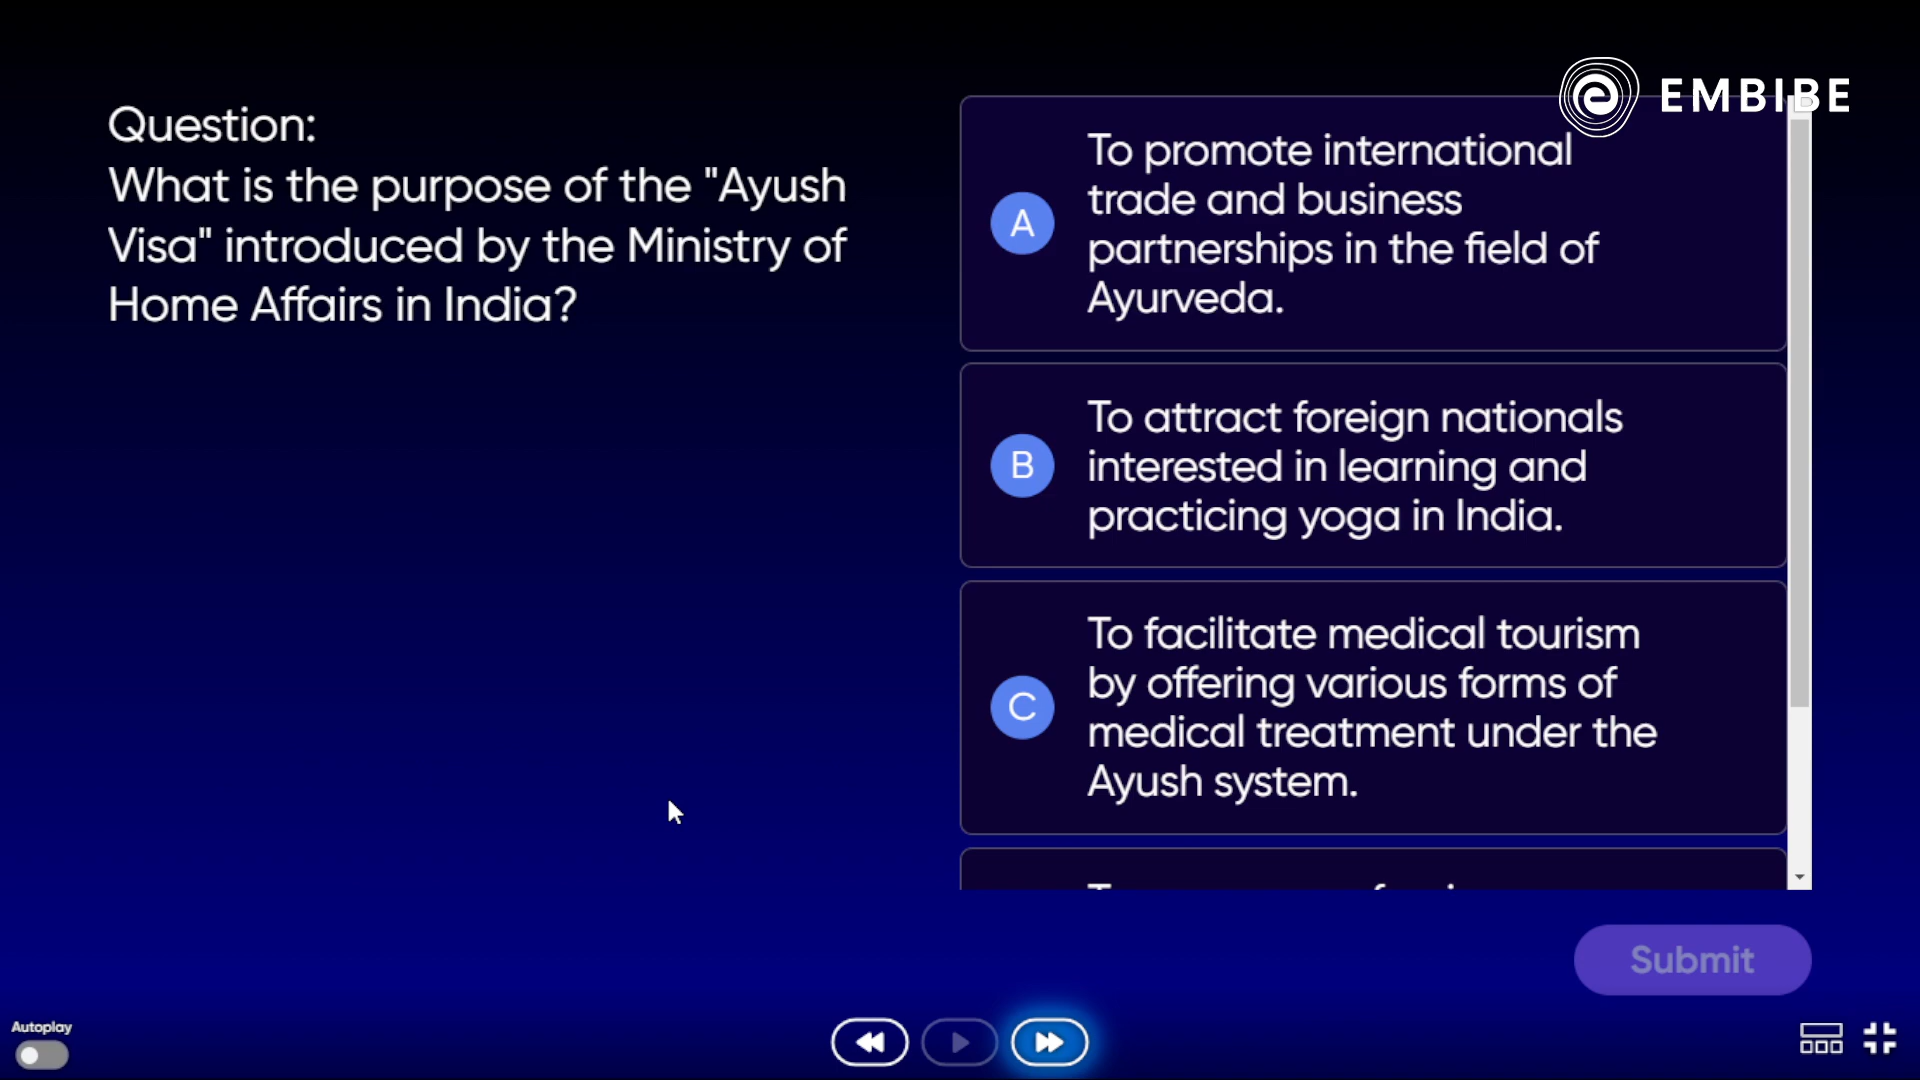 EMBIBE
Question:
What is the purpose of the "Ayush
Visa" introduced by the Ministry of
Home Affairs in India?
A
To promote international
trade and business
partnerships in the field of
Ayurveda.
B
To attract foreign nationals
interested in learning and
practicing yoga in India.
C
To facilitate medical tourism
by offering various forms of
medical treatment under the
Ayush system.
Submit
Autoplay